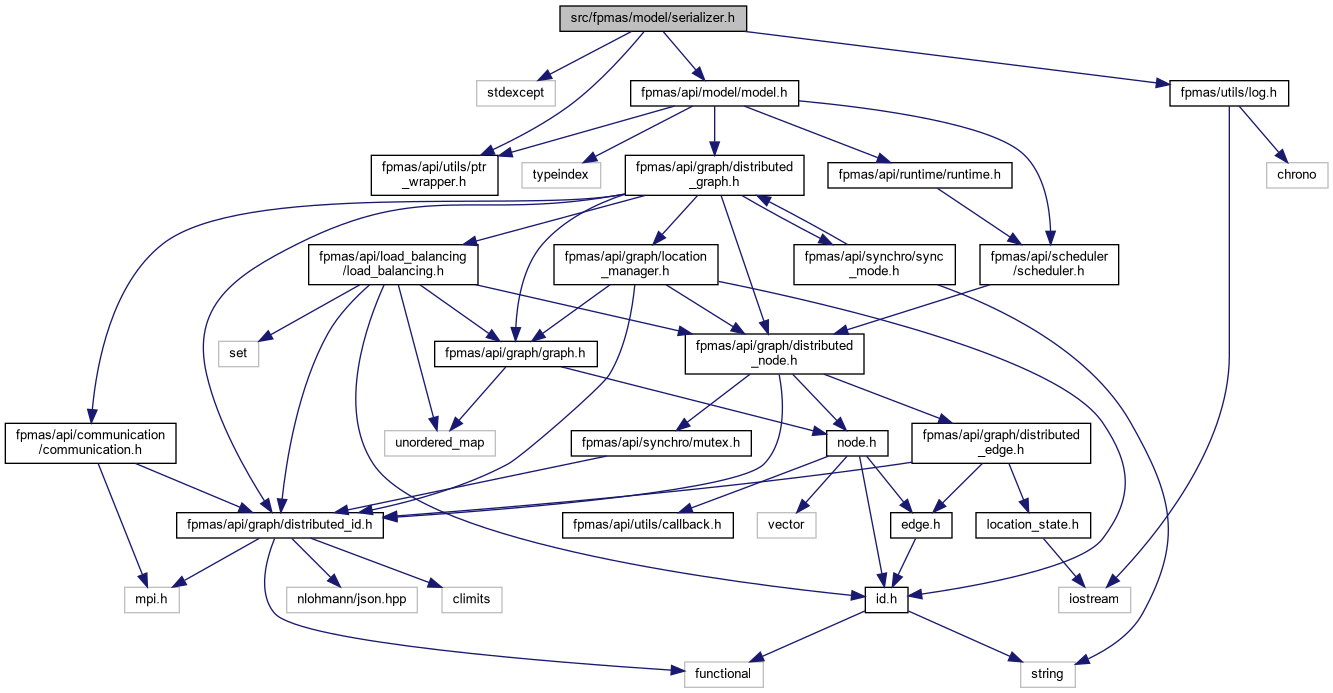 src/fpmas/model/serializer.h
stdexcept
fpmas/api/model/model.h
fpmas/utils/log.h
fpmas/api/utils/ptr
_wrapper.h
typeindex
fpmas/api/graph/distributed
_graph.h
fpmas/api/runtime/runtime.h
chrono
fpmas/api/load_balancing
/load_balancing.h
fpmas/api/graph/location
_manager.h
fpmas/api/synchro/sync
_mode.h
fpmas/api/scheduler
/scheduler.h
set
fpmas/api/graph/graph.h
fpmas/api/graph/distributed
_node.h
fpmas/api/communication
/communication.h
unordered_map
fpmas/api/synchro/mutex.h
node.h
fpmas/api/graph/distributed
_edge.h
fpmas/api/graph/distributed_id.h
fpmas/api/utils/callback.h
vector
edge.h
location_state.h
mpi.h
nlohmann/json.hpp
climits
id.h
iostream
functional
string